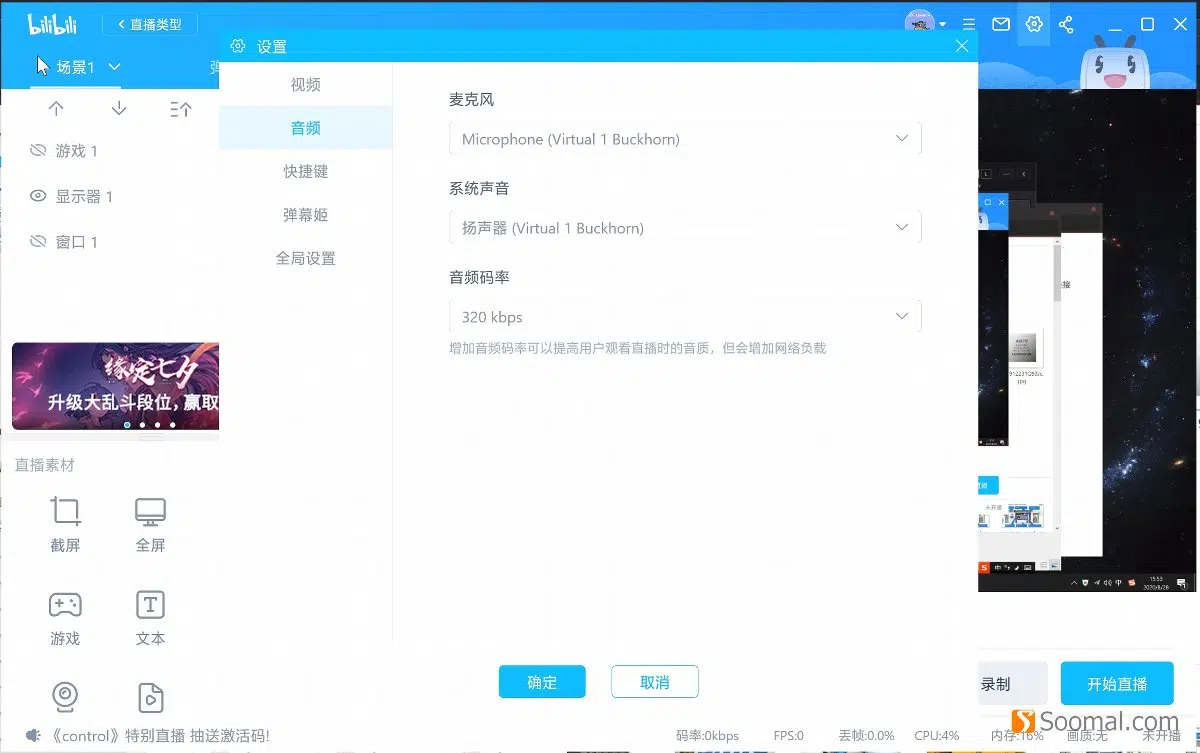 bilibili
直播类型
场景1
弹
设置
游戏 1
显示器 1
窗口 1
视频
音频
快捷键
弹幕姬
全局设置
麦克风
Microphone (Virtual 1 Buckhorn)
系统声音
扬声器 (Virtual 1 Buckhorn)
音频码率
320 kbps
增加音频码率可以提高用户观看直播时的音质，但会增加网络负载
缘定七夕
升级大乱斗段位，赢取
直播素材
截屏
全屏
游戏
文本
确定
取消
15:53
2020/8/28
录制
开始直播
《control》特别直播 抽送激活码!
码率:0kbps
FPS:0
丢帧:0.0%
CPU:4%
内存:16%
画质:无
未开播
Soomal.com